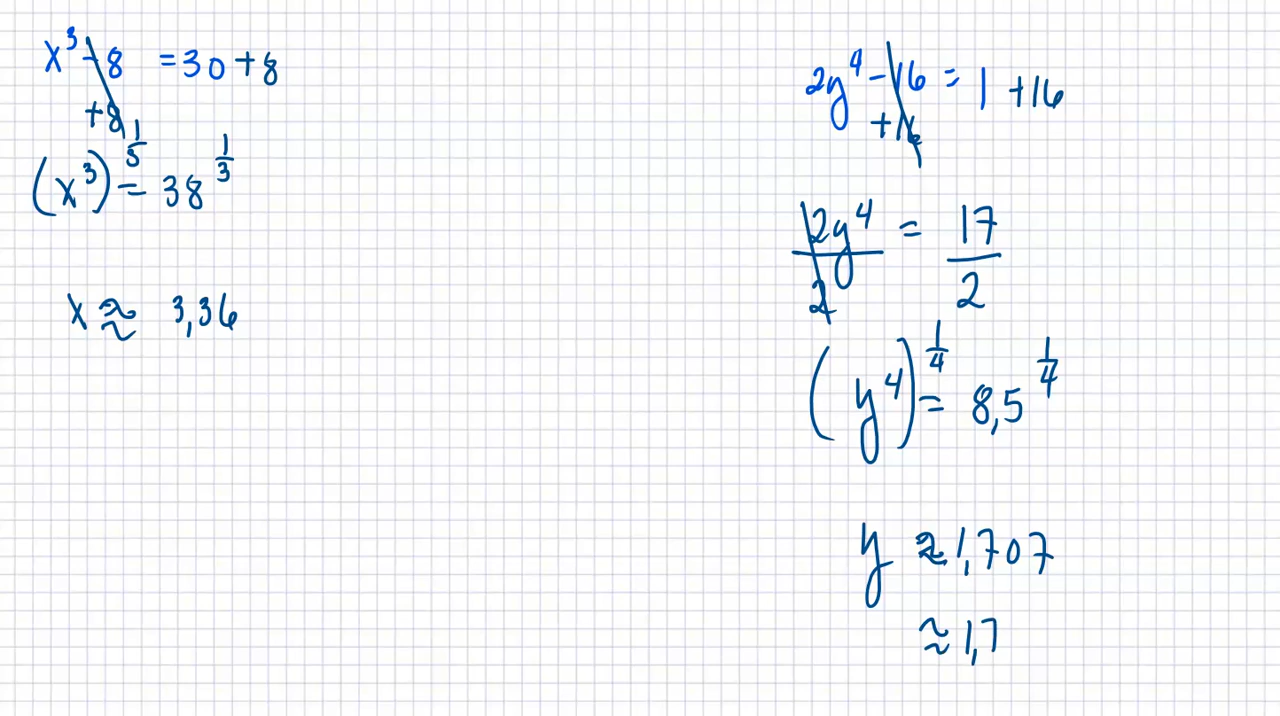 x³ - 8 = 30 + 8
+8
(x³)^(1/3) = 38^(1/3)
x ≈ 3,36
2y⁴ - 16 = 1 + 16
+16
2y⁴/2 = 17/2
(y⁴)^(1/4) = 8,5^(1/4)
y ≈ 1,707
≈ 1,7